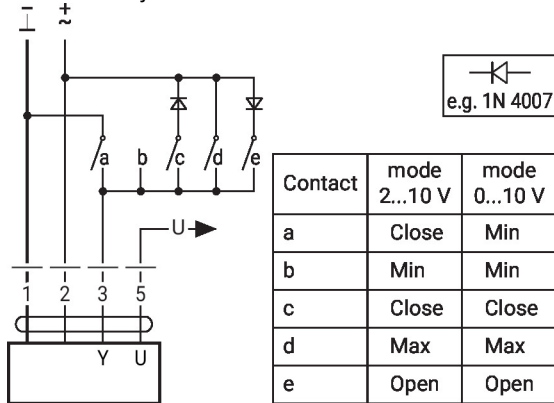 − +
⊥ ~
e.g. 1N 4007
a b c d e
U
1 2 3 5
Y U
Contact mode 2...10 V mode 0...10 V
a Close Min
b Min Min
c Close Close
d Max Max
e Open Open